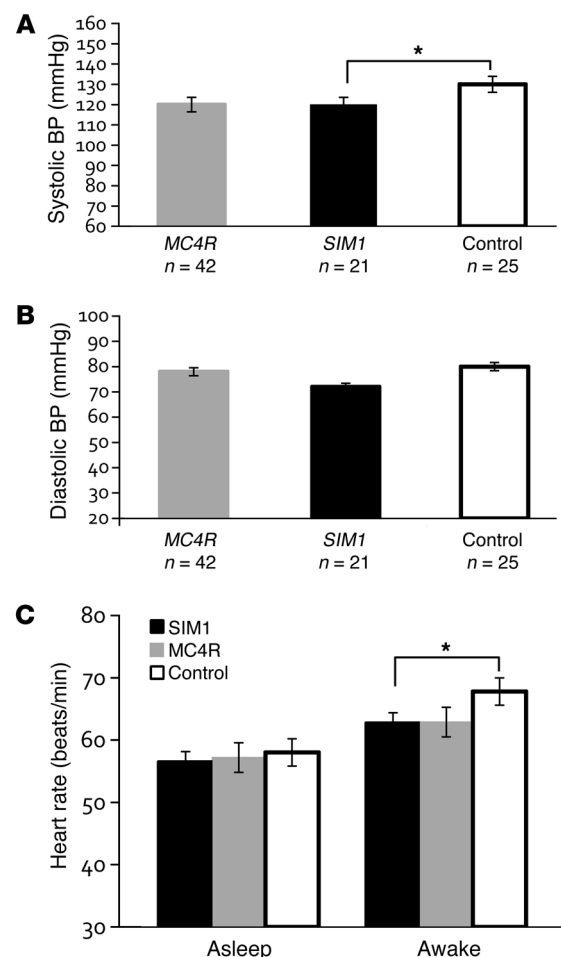 A
Systolic BP (mmHg)
160
150
140
130
120
110
100
90
80
70
60
*
MC4R
n = 42
SIM1
n = 21
Control
n = 25
B
Diastolic BP (mmHg)
100
90
80
70
60
50
40
30
20
MC4R
n = 42
SIM1
n = 21
Control
n = 25
C
Heart rate (beats/min)
80
70
60
50
40
30
SIM1
MC4R
Control
*
Asleep
Awake